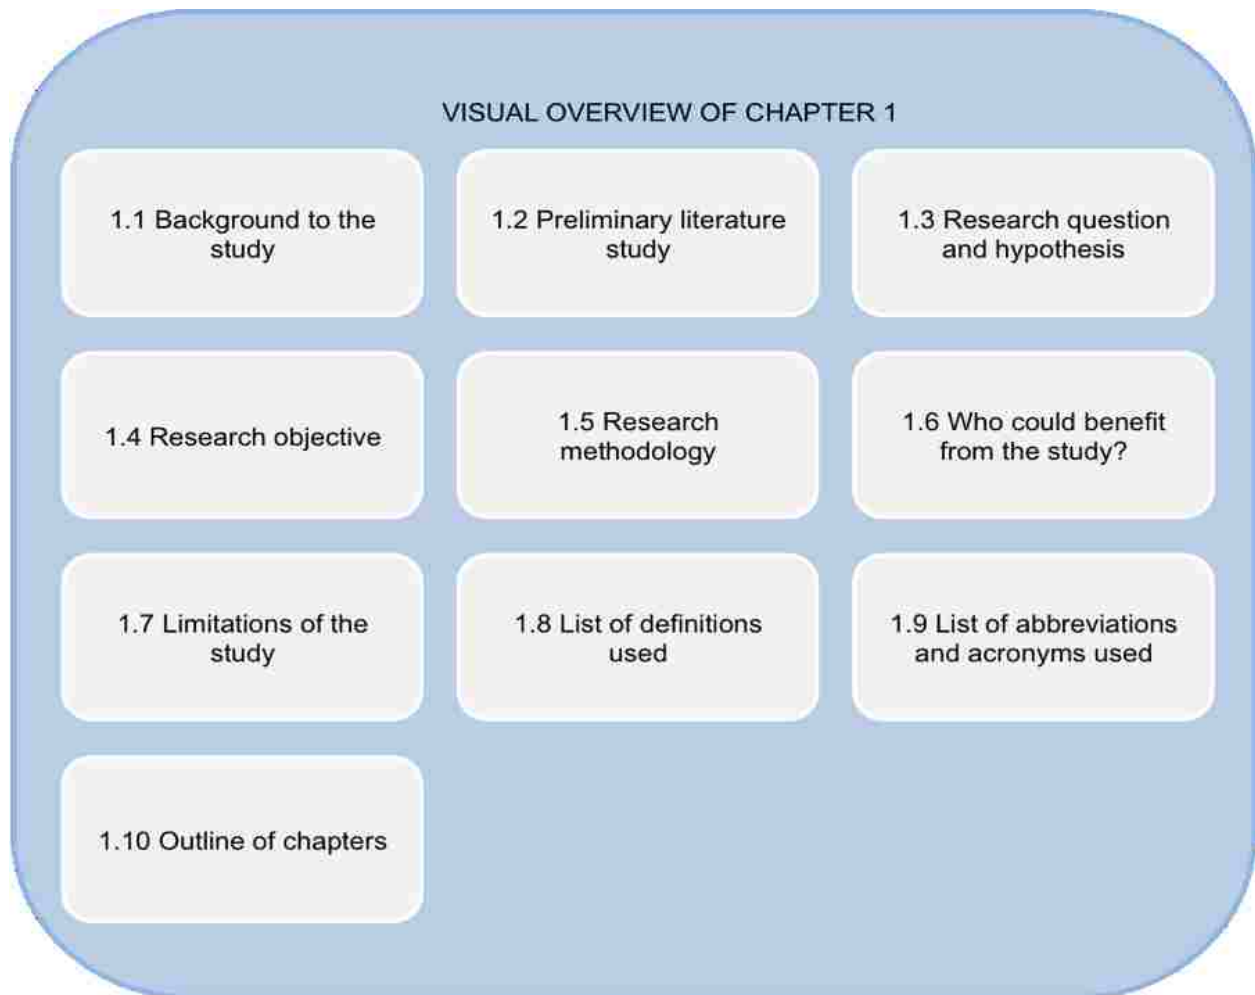 VISUAL OVERVIEW OF CHAPTER 1
1.1 Background to the
study
1.2 Preliminary literature
study
1.3 Research question
and hypothesis
1.4 Research objective
1.5 Research
methodology
1.6 Who could benefit
from the study?
1.7 Limitations of the
study
1.8 List of definitions
used
1.9 List of abbreviations
and acronyms used
1.10 Outline of chapters